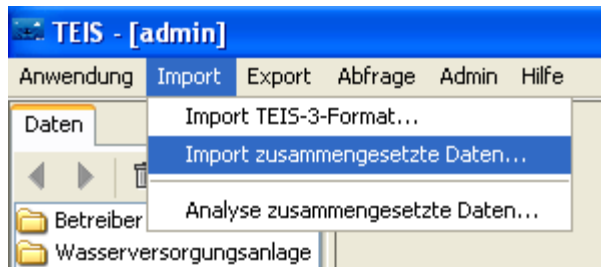 TEIS - [admin]
Anwendung Import Export Abfrage Admin Hilfe
Daten
Import TEIS-3-Format...
Import zusammengesetzte Daten...
Analyse zusammengesetzte Daten...
Betreiber
Wasserversorgungsanlage